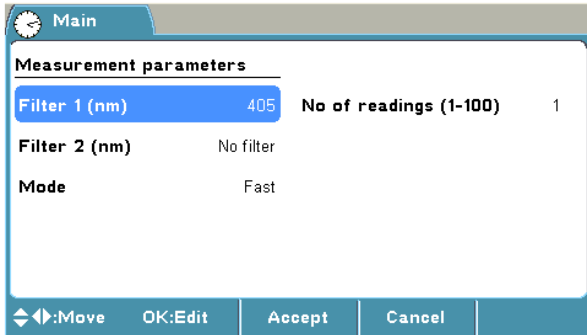 Main
Measurement parameters
Filter 1 (nm) 405 No of readings (1-100) 1
Filter 2 (nm) No filter
Mode Fast
:Move OK:Edit Accept Cancel